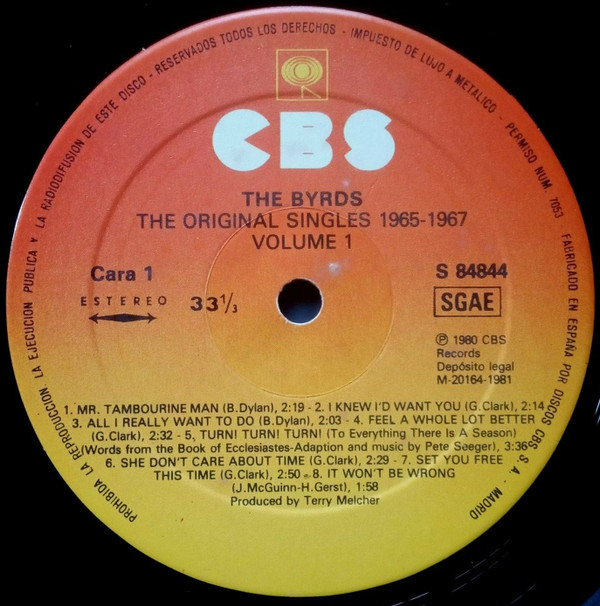 PROHIBIDA LA REPRODUCCION, LA EJECUCION PUBLICA Y LA RADIODIFUSION DE ESTE DISCO - RESERVADOS TODOS LOS DERECHOS - IMPUESTO DE LUJO A METALICO - PERMISO NUM. 7053 FABRICADO EN ESPAÑA POR DISCOS CBS, S. A. - MADRID
CBS
THE BYRDS
THE ORIGINAL SINGLES 1965-1967
VOLUME 1
Cara 1
S 84844
ESTEREO
33 1/3
SGAE
℗ 1980 CBS
Records
Depósito legal
M-20164-1981
1. MR. TAMBOURINE MAN (B.Dylan), 2:19 - 2. I KNEW I'D WANT YOU (G.Clark), 2:14
3. ALL I REALLY WANT TO DO (B.Dylan), 2:03 - 4. FEEL A WHOLE LOT BETTER
(G.Clark), 2:32 - 5, TURN! TURN! TURN! (To Everything There Is A Season)
(Words from the Book of Ecclesiastes-Adaption and music by Pete Seeger), 3:36
6. SHE DON'T CARE ABOUT TIME (G.Clark), 2:29 - 7. SET YOU FREE
THIS TIME (G.Clark), 2:50 - 8. IT WON'T BE WRONG
(J.McGuinn-H.Gerst), 1:58
Produced by Terry Melcher